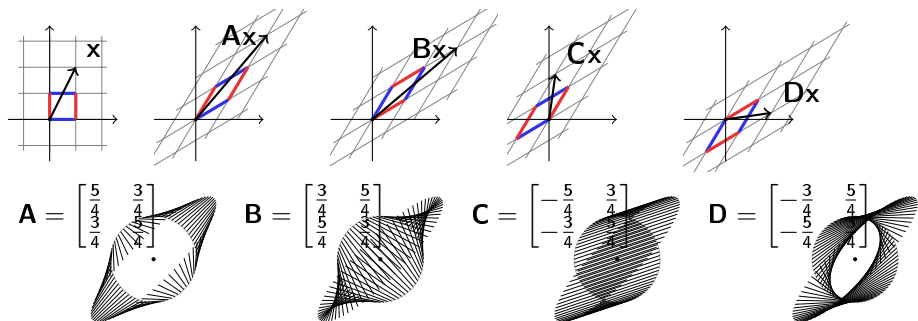 x
Ax
Bx
Cx
Dx
A = [5/4 3/4
3/4 5/4]
B = [3/4 5/4
5/4 3/4]
C = [-5/4 3/4
-3/4 5/4]
D = [-3/4 5/4
-5/4 3/4]